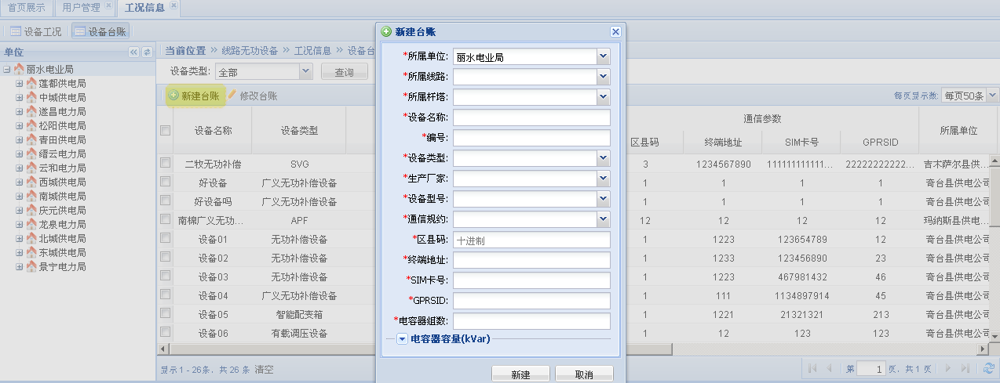 首页展示 用户管理 工况信息
设备工况 设备台账
单位
丽水电业局
莲都供电局
中城供电局
遂昌电力局
松阳供电局
青田供电局
缙云电力局
云和电力局
西城供电局
南城供电局
庆元供电局
龙泉电力局
北城供电局
东城供电局
景宁电力局
当前位置 » 线路无功设备 » 工况信息 » 设备台
设备类型: 全部 查询
新建台账 修改台账 每页显示数: 每页50条
设备名称 设备类型 通信参数 所属单位
区县码 终端地址 SIM卡号 GPRSID
二牧无功补偿 SVG 3 1234567890 111111111111... 22222222222... 吉木萨尔县供...
好设备 广义无功补偿设备 1 1 1 1 奇台县供电公司
好设备吗 广义无功补偿设备 1 1 1 1 奇台县供电公司
南棉广义无功... APF 12 12 12 12 玛纳斯县供电...
设备01 无功补偿设备 1 1223 123654789 12 奇台县供电公司
设备02 无功补偿设备 1 1233 123456890 23 奇台县供电公司
设备03 无功补偿设备 1 1223 467981432 46 奇台县供电公司
设备04 广义无功补偿设备 1 111 1134897914 45 奇台县供电公司
设备05 智能配变箱 1 1221 21321321 213 奇台县供电公司
设备06 有载调压设备 1 12 123 123 奇台县供电公司
显示 1 - 26条, 共 26 条 清空 第 1 页, 共 1 页
新建台账
*所属单位: 丽水电业局
*所属线路:
*所属杆塔:
*设备名称:
*编号:
*设备类型:
*生产厂家:
*设备型号:
*通信规约:
*区县码: 十进制
*终端地址:
*SIM卡号:
*GPRSID:
*电容器组数:
电容器容量(kVar)
新建 取消